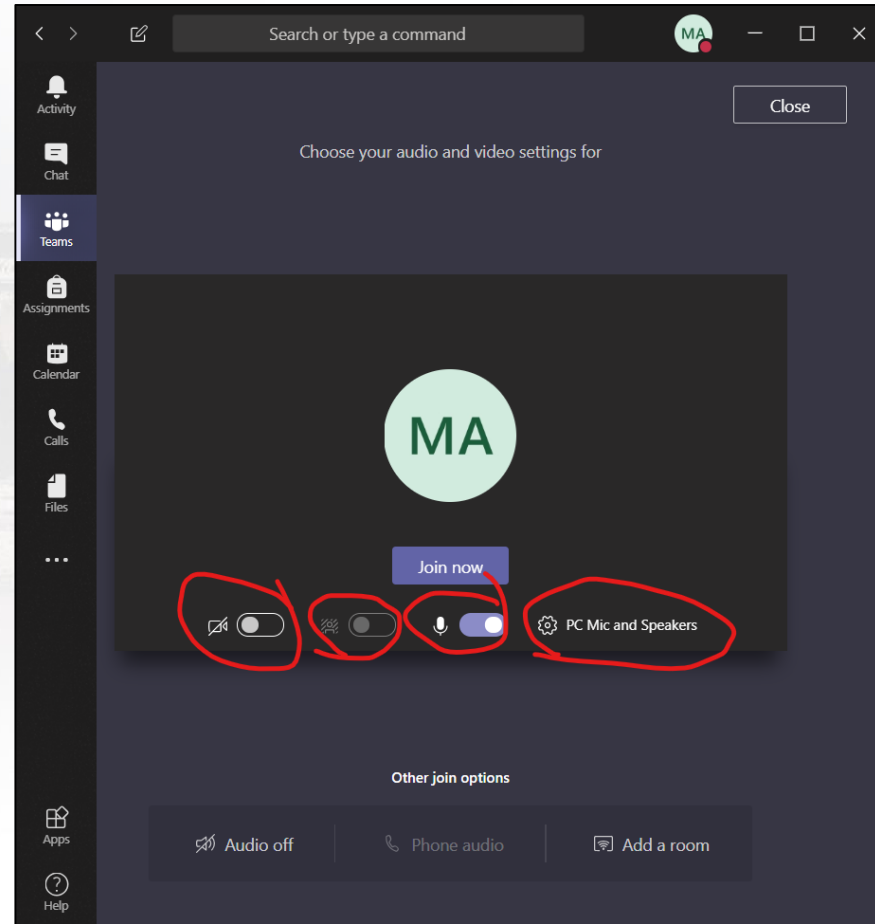 Search or type a command
MA
Activity
Close
Choose your audio and video settings for
Chat
Teams
Assignments
Calendar
MA
Calls
Files
Join now
PC Mic and Speakers
Other join options
Audio off
Phone audio
Add a room
Apps
Help